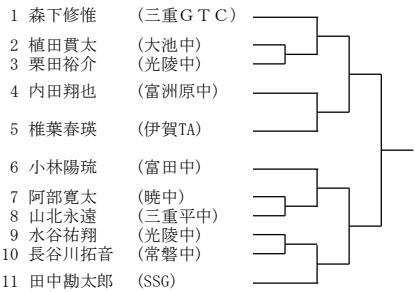 1 森下修惟 (三重ＧＴＣ)
2 植田貫太 (大池中)
3 栗田裕介 (光陵中)
4 内田翔也 (富洲原中)
5 椎葉春瑛 (伊賀TA)
6 小林陽琉 (富田中)
7 阿部寛太 (暁中)
8 山北永遠 (三重平中)
9 水谷祐翔 (光陵中)
10 長谷川拓音 (常磐中)
11 田中勘太郎 (SSG)